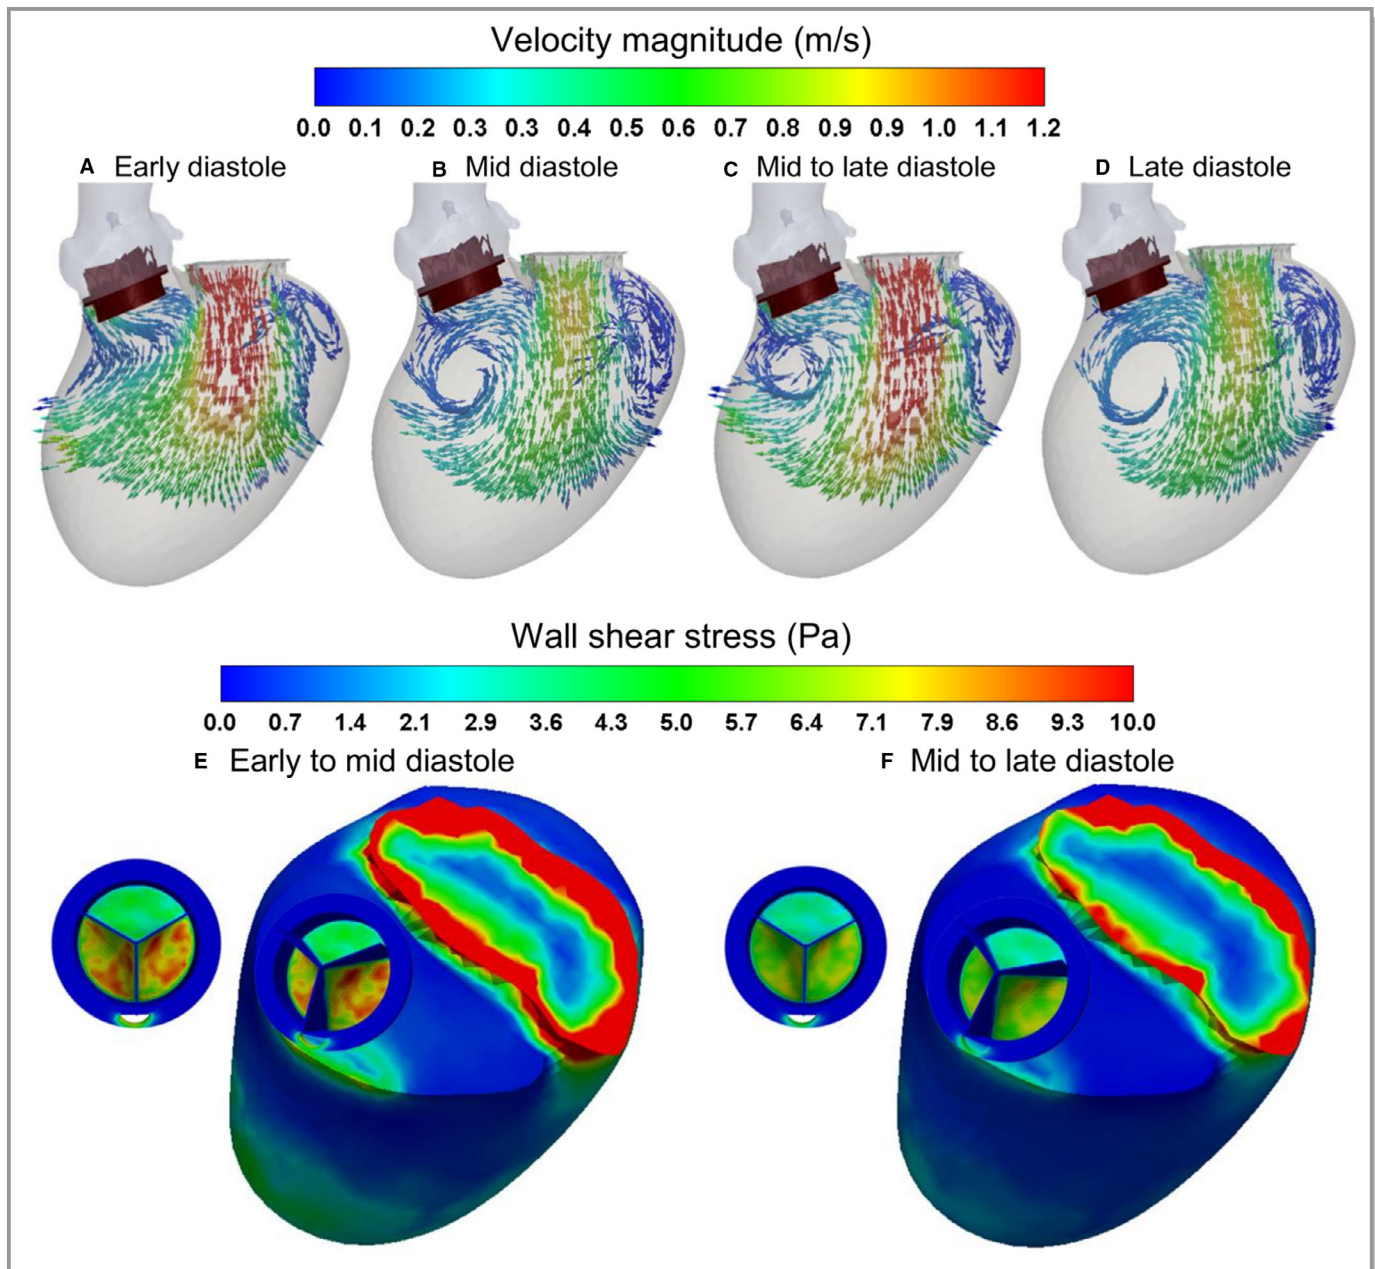 Velocity magnitude (m/s)
0.0 0.1 0.2 0.3 0.3 0.4 0.5 0.6 0.7 0.8 0.9 0.9 1.0 1.1 1.2
A Early diastole B Mid diastole C Mid to late diastole D Late diastole
Wall shear stress (Pa)
0.0 0.7 1.4 2.1 2.9 3.6 4.3 5.0 5.7 6.4 7.1 7.9 8.6 9.3 10.0
E Early to mid diastole F Mid to late diastole